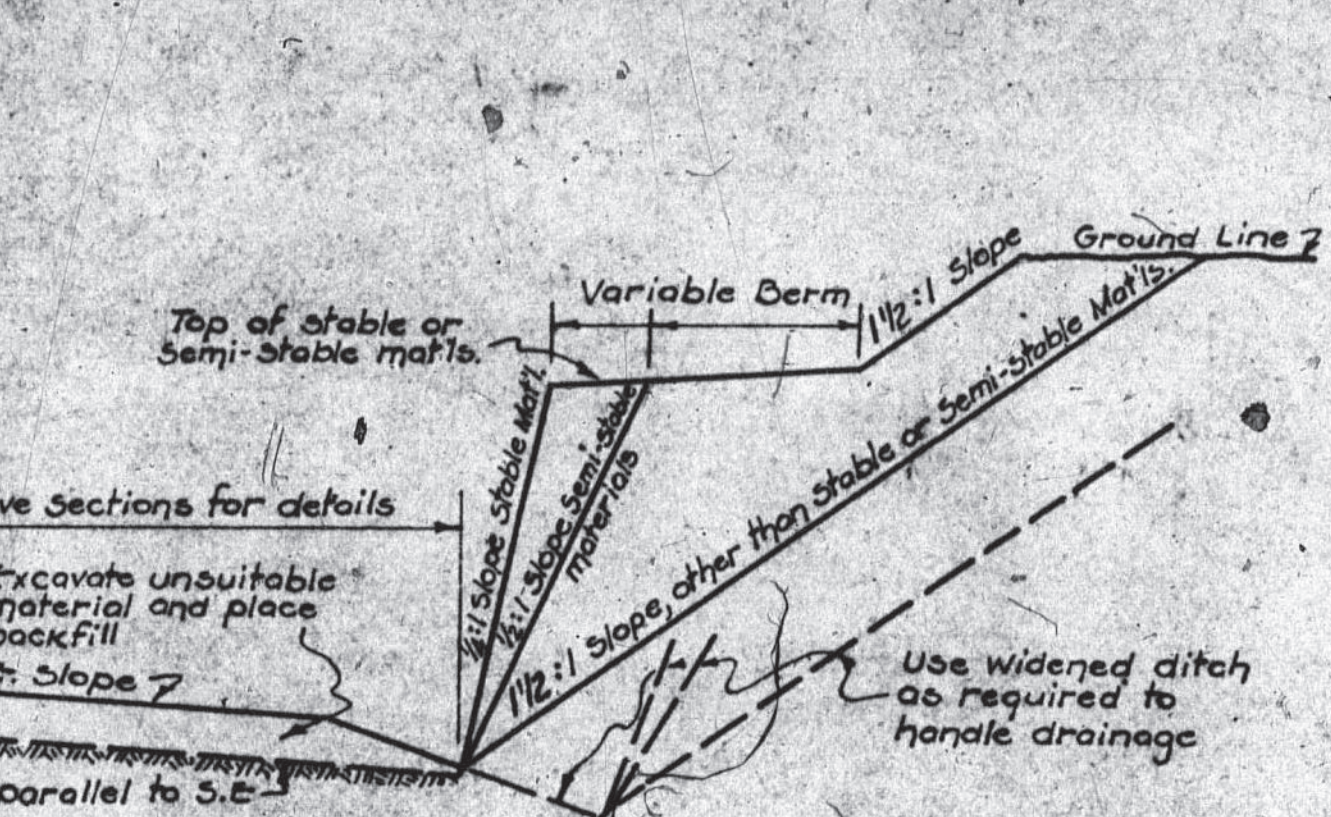 Ground Line
1½:1 Slope
Variable Berm
Top of stable or
semi-stable mat'ls.
¼:1 Slope Stable Mat'l.
½:1 Slope Semi-stable
materials
1½:1 Slope, other than Stable or Semi-Stable Mat'ls.
ve sections for details
Excavate unsuitable
material and place
backfill
t. Slope
parallel to S.E
Use widened ditch
as required to
handle drainage